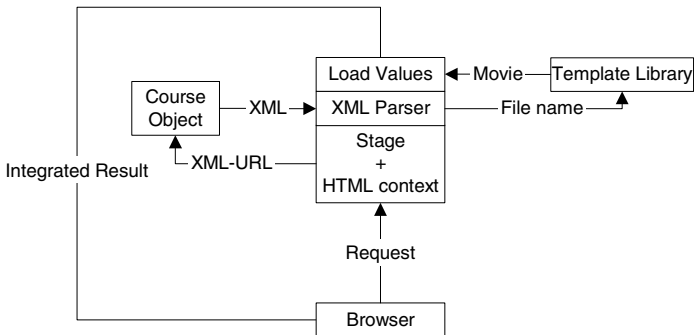 Load Values
Movie
Template Library
Course
Object
XML
XML Parser
File name
Stage
+
HTML context
XML-URL
Integrated Result
Request
Browser